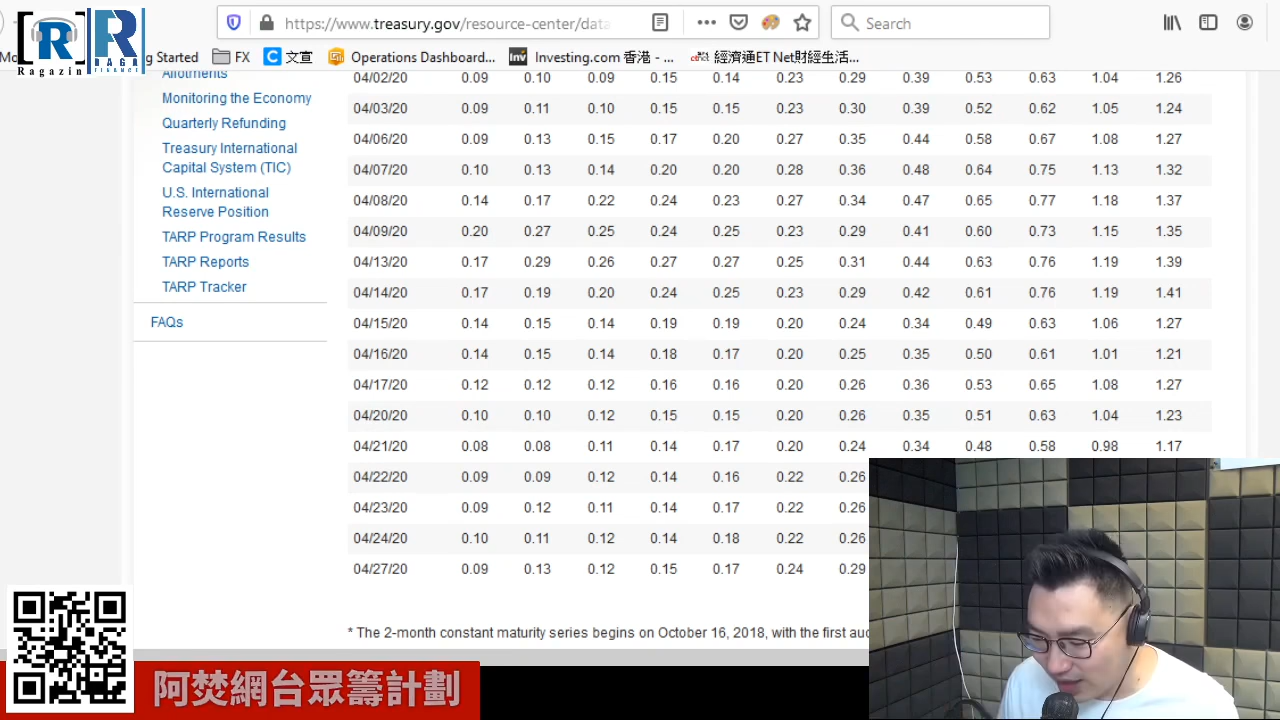 https://www.treasury.gov/resource-center/data
Search
Started
FX
文宣
Operations Dashboard...
Investing.com 香港 - ...
經濟通ET Net財經生活...
[R]
Ragazin
R
FINANCE
Allotments
Monitoring the Economy
Quarterly Refunding
Treasury International
Capital System (TIC)
U.S. International
Reserve Position
TARP Program Results
TARP Reports
TARP Tracker
FAQs
04/02/20 0.09 0.10 0.09 0.15 0.14 0.23 0.29 0.39 0.53 0.63 1.04 1.26
04/03/20 0.09 0.11 0.10 0.15 0.15 0.23 0.30 0.39 0.52 0.62 1.05 1.24
04/06/20 0.09 0.13 0.15 0.17 0.20 0.27 0.35 0.44 0.58 0.67 1.08 1.27
04/07/20 0.10 0.13 0.14 0.20 0.20 0.28 0.36 0.48 0.64 0.75 1.13 1.32
04/08/20 0.14 0.17 0.22 0.24 0.23 0.27 0.34 0.47 0.65 0.77 1.18 1.37
04/09/20 0.20 0.27 0.25 0.24 0.25 0.23 0.29 0.41 0.60 0.73 1.15 1.35
04/13/20 0.17 0.29 0.26 0.27 0.27 0.25 0.31 0.44 0.63 0.76 1.19 1.39
04/14/20 0.17 0.19 0.20 0.24 0.25 0.23 0.29 0.42 0.61 0.76 1.19 1.41
04/15/20 0.14 0.15 0.14 0.19 0.19 0.20 0.24 0.34 0.49 0.63 1.06 1.27
04/16/20 0.14 0.15 0.14 0.18 0.17 0.20 0.25 0.35 0.50 0.61 1.01 1.21
04/17/20 0.12 0.12 0.12 0.16 0.16 0.20 0.26 0.36 0.53 0.65 1.08 1.27
04/20/20 0.10 0.10 0.12 0.15 0.15 0.20 0.26 0.35 0.51 0.63 1.04 1.23
04/21/20 0.08 0.08 0.11 0.14 0.17 0.20 0.24 0.34 0.48 0.58 0.98 1.17
04/22/20 0.09 0.09 0.12 0.14 0.16 0.22 0.26
04/23/20 0.09 0.12 0.11 0.14 0.17 0.22 0.26
04/24/20 0.10 0.11 0.12 0.14 0.18 0.22 0.26
04/27/20 0.09 0.13 0.12 0.15 0.17 0.24 0.29
* The 2-month constant maturity series begins on October 16, 2018, with the first auc
阿焚網台眾籌計劃